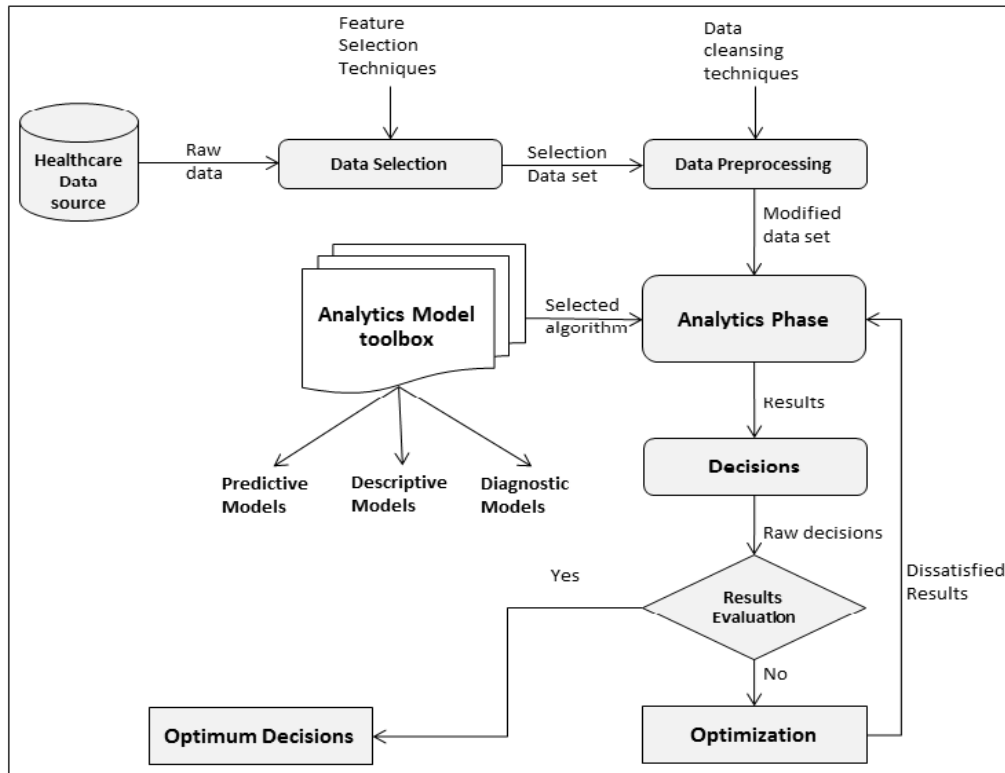 Feature
Selection
Techniques
Data
cleansing
techniques
Healthcare
Data
source
Raw
data
Data Selection
Selection
Data set
Data Preprocessing
Modified
data set
Analytics Model
toolbox
Selected
algorithm
Analytics Phase
Results
Predictive
Models
Descriptive
Models
Diagnostic
Models
Decisions
Raw decisions
Yes
Results
Evaluation
Dissatisfied
Results
No
Optimum Decisions
Optimization